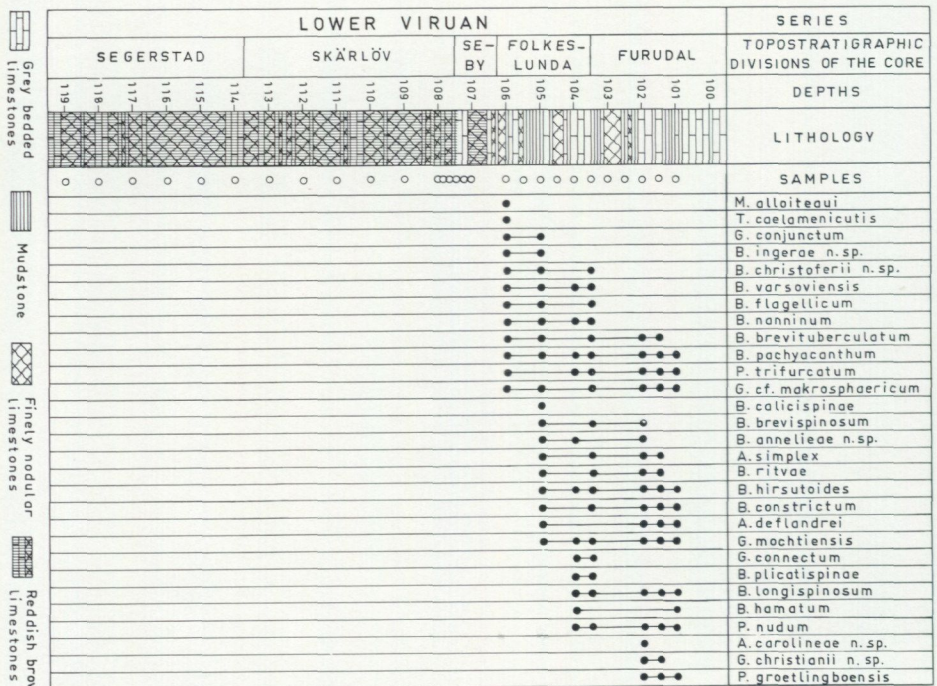 LOWER VIRUAN
SERIES
SEGERSTAD
SKÄRLÖV
SE-
BY
FOLKES-
LUNDA
FURUDAL
TOPOSTRATIGRAPHIC
DIVISIONS OF THE CORE
119 118 117 116 115 114 113 112 111 110 109 108 107 106 105 104 103 102 101 100
DEPTHS
LITHOLOGY
SAMPLES
M. alloiteaui
T. caelamenicutis
G. conjunctum
B. ingerae n.sp.
B. christoferii n.sp.
B. varsoviensis
B. flagellicum
B. nanninum
B. brevituberculatum
B. pachyacanthum
P. trifurcatum
G. cf. makrosphaericum
B. calicispinae
B. brevispinosum
B. annelieae n.sp.
A. simplex
B. ritvae
B. hirsutoides
B. constrictum
A. deflandrei
G. mochtiensis
G. connectum
B. plicatispinae
B. longispinosum
B. hamatum
P. nudum
A. carolineae n.sp.
G. christianii n.sp.
P. groetlingboensis
Grey bedded
limestones
Mudstone
Finely nodular
limestones
Reddish brow
limestones